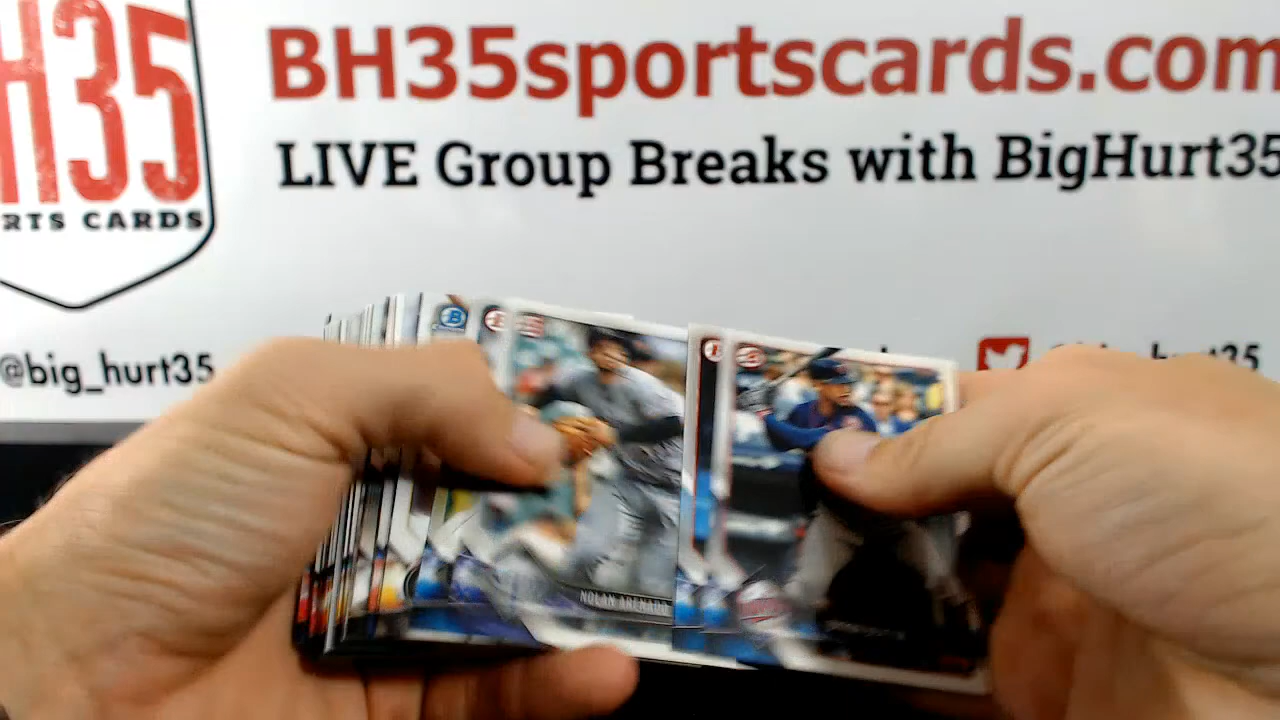 H35
RTS CARDS
BH35sportscards.com
LIVE Group Breaks with BigHurt35
@big_hurt35
NOLAN ARENADO